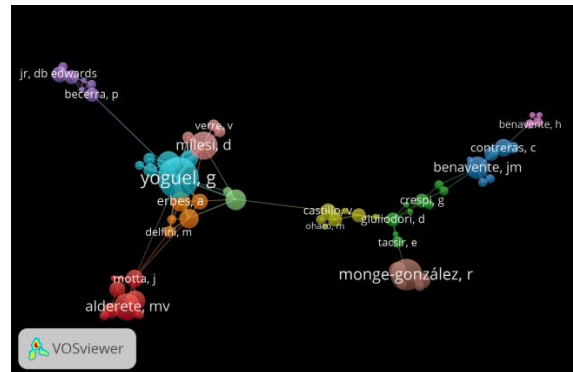 jr, db edwards
becerra, p
verre, v
milesi, d
yoguel, g
erbes, a
delfini, m
motta, j
alderete, mv
benavente, h
contreras, c
benavente, jm
crespi, g
castillo, v
giuliodori, d
ohaco, m
tacsir, e
monge-gonzález, r
VOSviewer